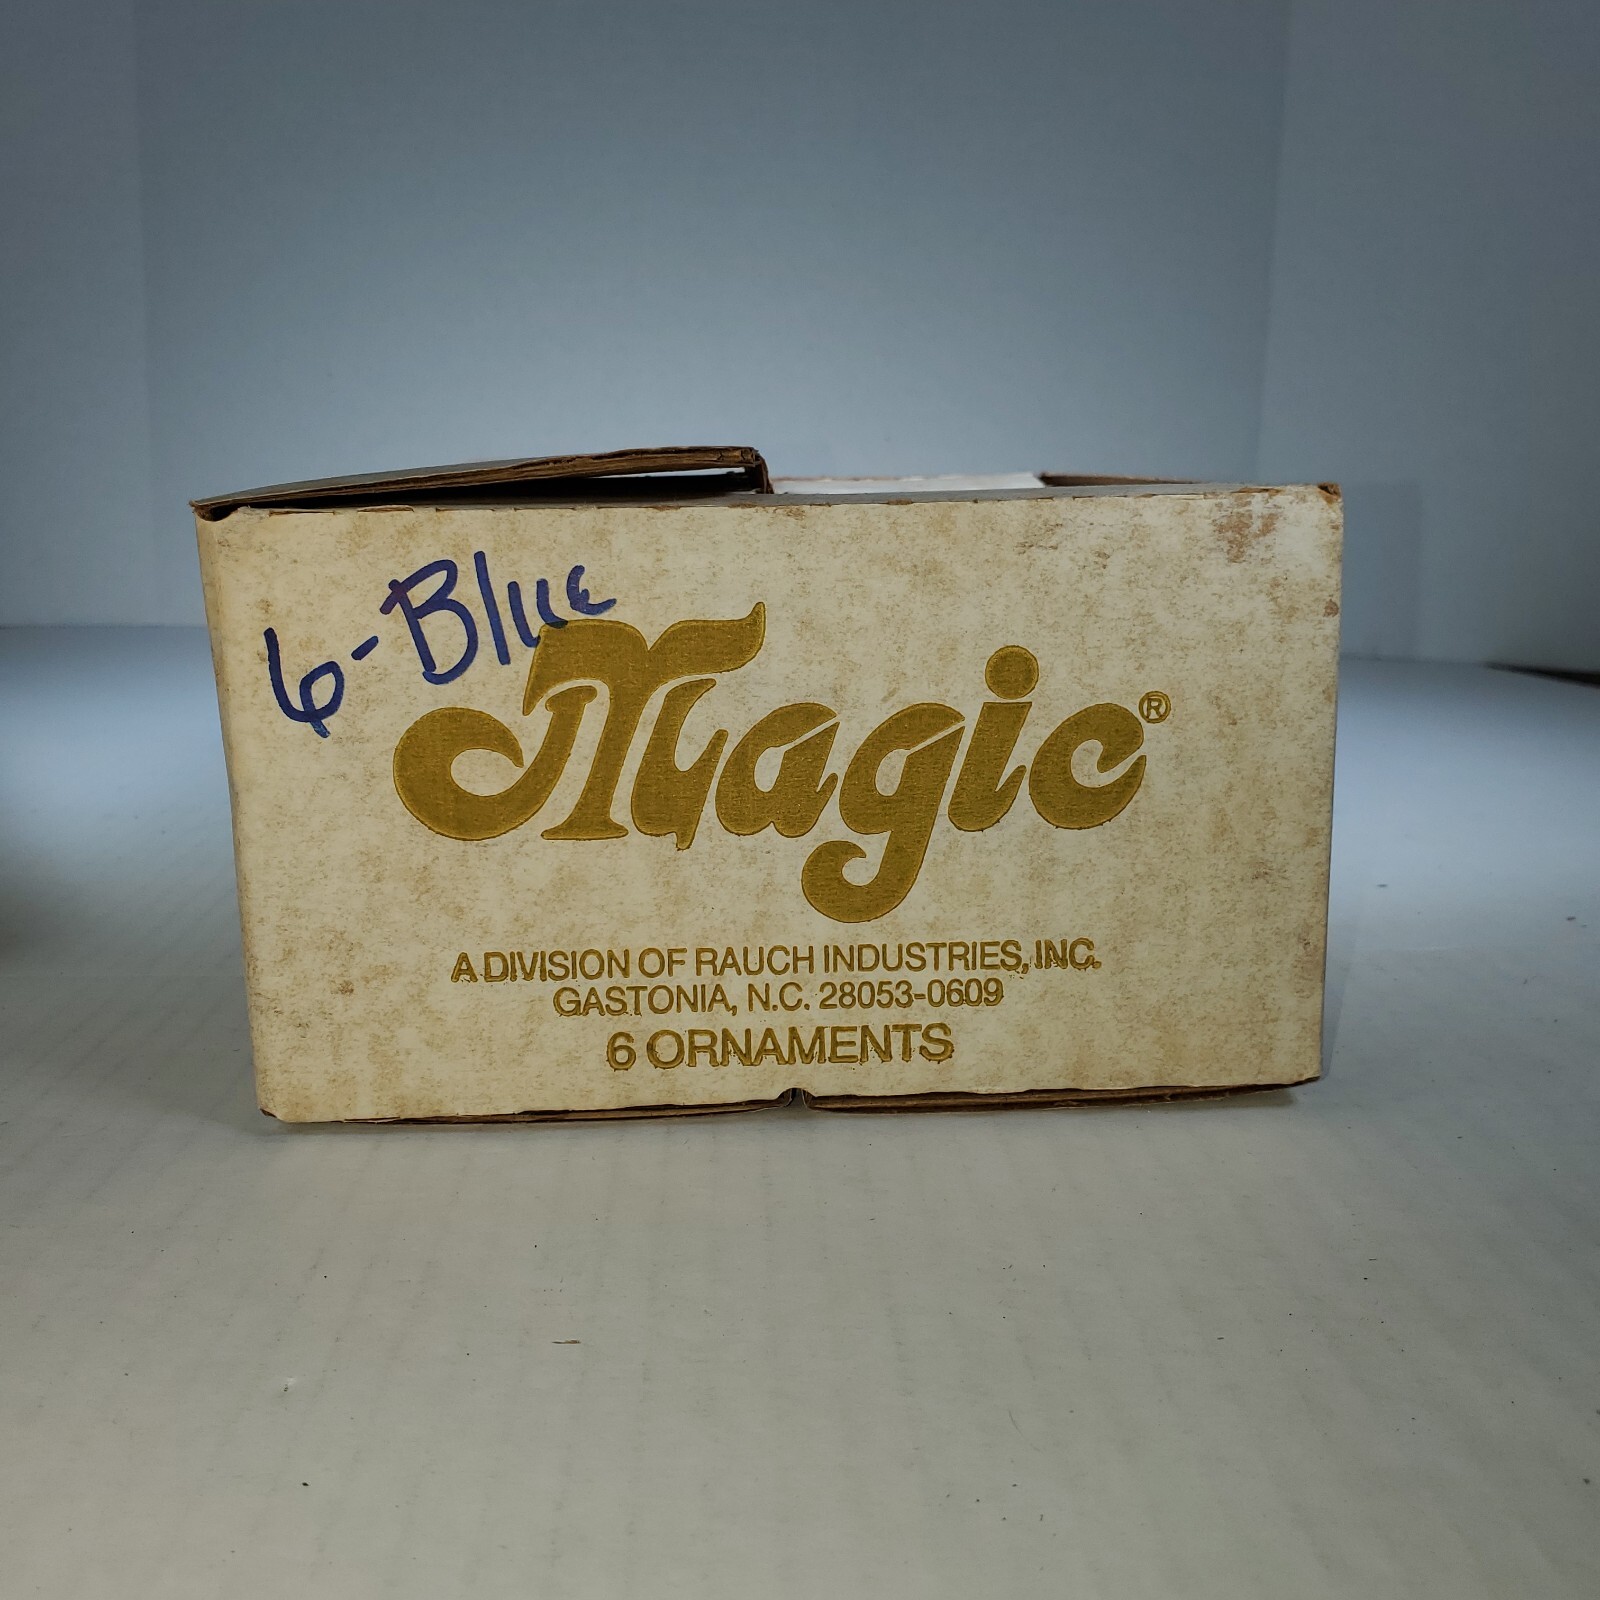 6-Blue
Magic®
A DIVISION OF RAUCH INDUSTRIES, INC.
GASTONIA, N.C. 28053-0609
6 ORNAMENTS